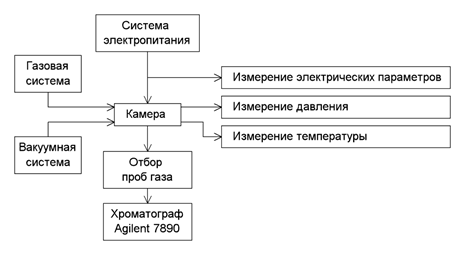 Система
электропитания
Газовая
система
Измерение электрических параметров
Камера
Измерение давления
Вакуумная
система
Измерение температуры
Отбор
проб газа
Хроматограф
Agilent 7890